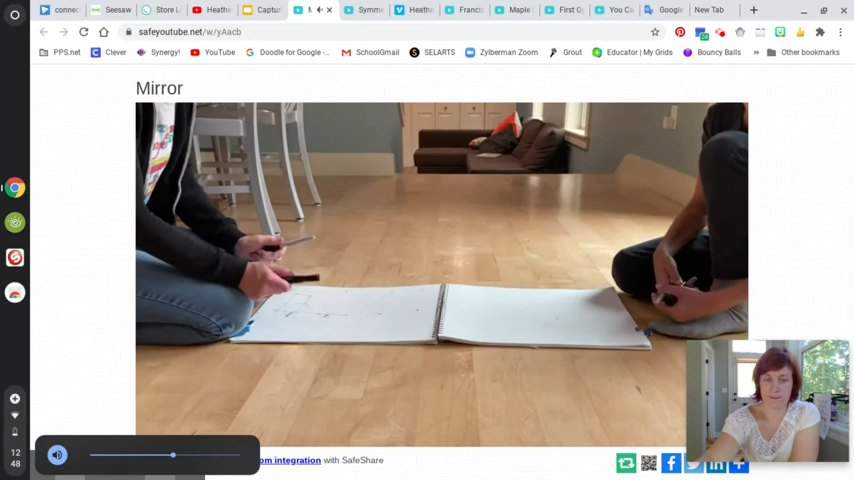 connec
Seesaw
Store L
Heathe
Captur
M
Symme
Heathe
Franci
Maple
First G
You Ca
Google
New Tab
safeyoutube.net/w/yAacb
PPS.net
Clever
Synergy!
YouTube
Doodle for Google -...
SchoolGmail
SELARTS
Zylberman Zoom
Grout
Educator | My Grids
Bouncy Balls
»
Other bookmarks
Mirror
om integration with SafeShare
12
48